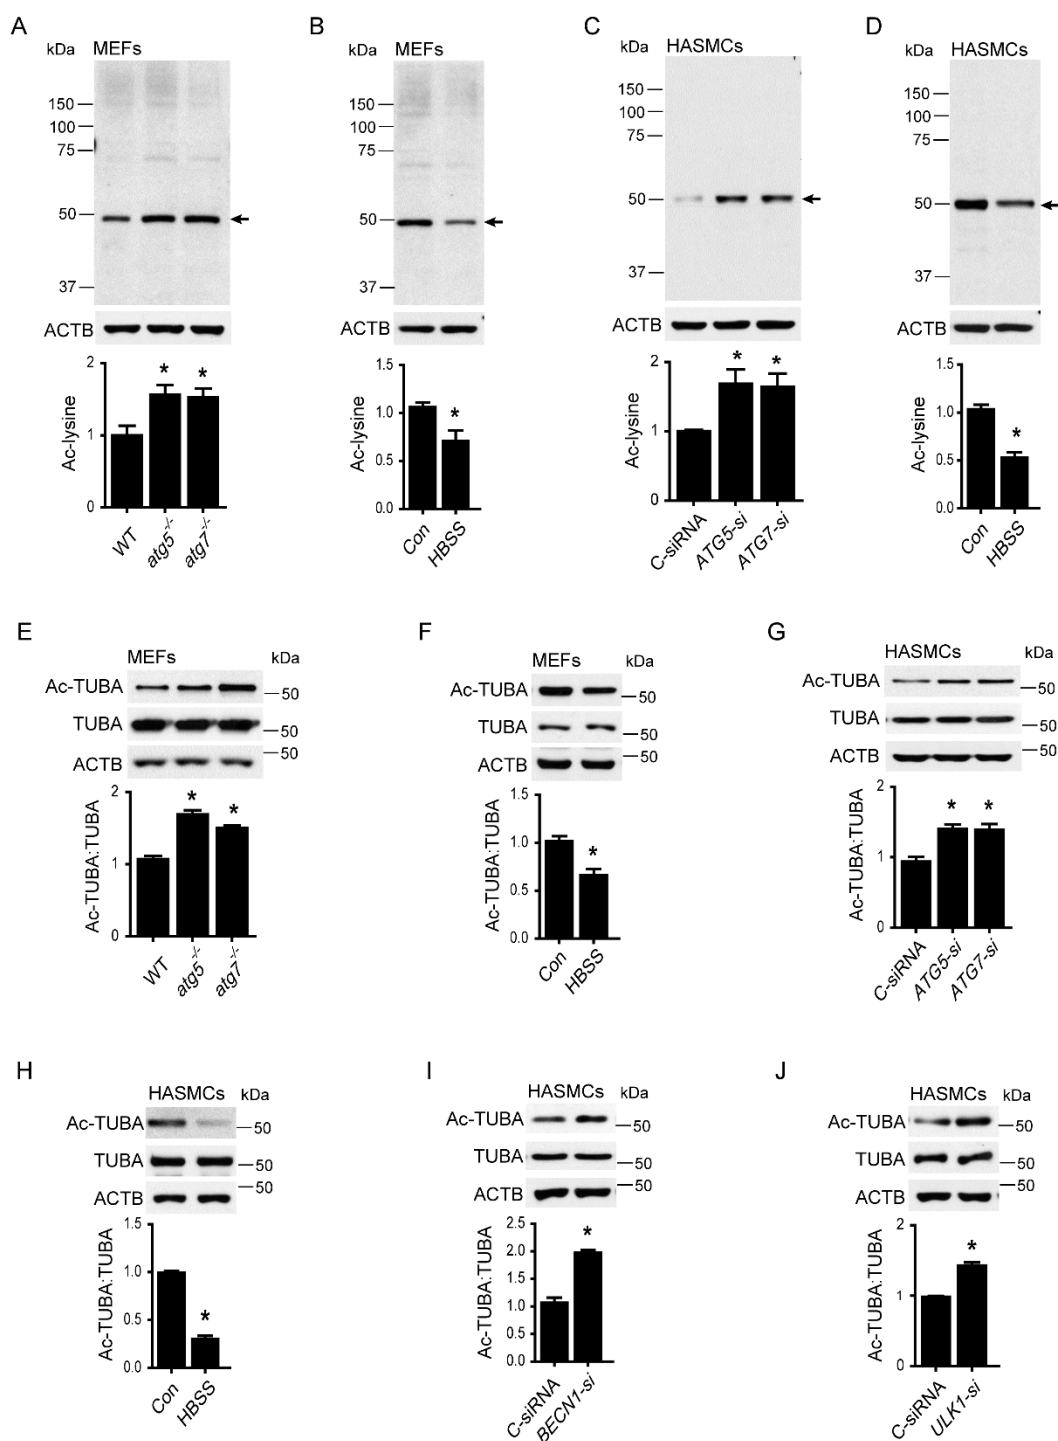 A
kDa MEFs
150
100
75
50
37
ACTB
Ac-lysine
2
1
0
WT
atg5-/-
atg7-/-
B
kDa MEFs
150
100
75
50
37
ACTB
Ac-lysine
1.5
1.0
0.5
0.0
*
Con
HBSS
C
kDa HASMCs
150
100
75
50
37
ACTB
Ac-lysine
2
1
0
* *
C-siRNA
ATG5-si
ATG7-si
D
kDa HASMCs
150
100
75
50
37
ACTB
Ac-lysine
1.5
1.0
0.5
0.0
*
Con
HBSS
E
MEFs kDa
Ac-TUBA 50
TUBA 50
ACTB 50
Ac-TUBA:TUBA
2
1
0
* *
WT
atg5-/-
atg7-/-
F
MEFs kDa
Ac-TUBA 50
TUBA 50
ACTB
Ac-TUBA:TUBA
1.5
1.0
0.5
0.0
*
Con
HBSS
G
HASMCs kDa
Ac-TUBA 50
TUBA 50
ACTB 50
Ac-TUBA:TUBA
2
1
0
* *
C-siRNA
ATG5-si
ATG7-si
H
HASMCs kDa
Ac-TUBA 50
TUBA 50
ACTB 50
Ac-TUBA:TUBA
1.5
1.0
0.5
0.0
*
Con
HBSS
I
HASMCs kDa
Ac-TUBA 50
TUBA 50
ACTB 50
Ac-TUBA:TUBA
2.5
2.0
1.5
1.0
0.5
0.0
*
C-siRNA
BECN1-si
J
HASMCs kDa
Ac-TUBA 50
TUBA 50
ACTB 50
Ac-TUBA:TUBA
2
1
0
*
C-siRNA
ULK1-si